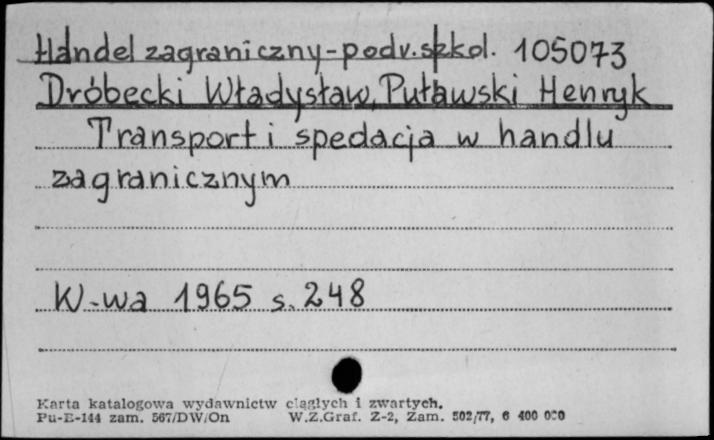 Handel zagraniczny-podr.szkol. 105073
Dróbecki Władysław, Puławski Henryk
Transport i spedacja w handlu
zagranicznym
W-wa 1965 s. 248
Karta katalogowa wydawnictw ciągłych i zwartych.
Pu-E-144 zam. 567/DW/On W.Z.Graf. Z-2, Zam. 502/77, 6 400 000